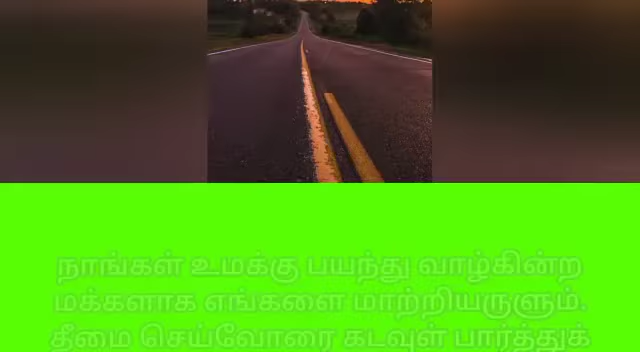 நாங்கள் உமக்கு பயந்து வாழ்கின்ற
மக்களாக எங்களை மாற்றியருளும்.
தீமை செய்வோரை கடவுள் பார்த்துக்